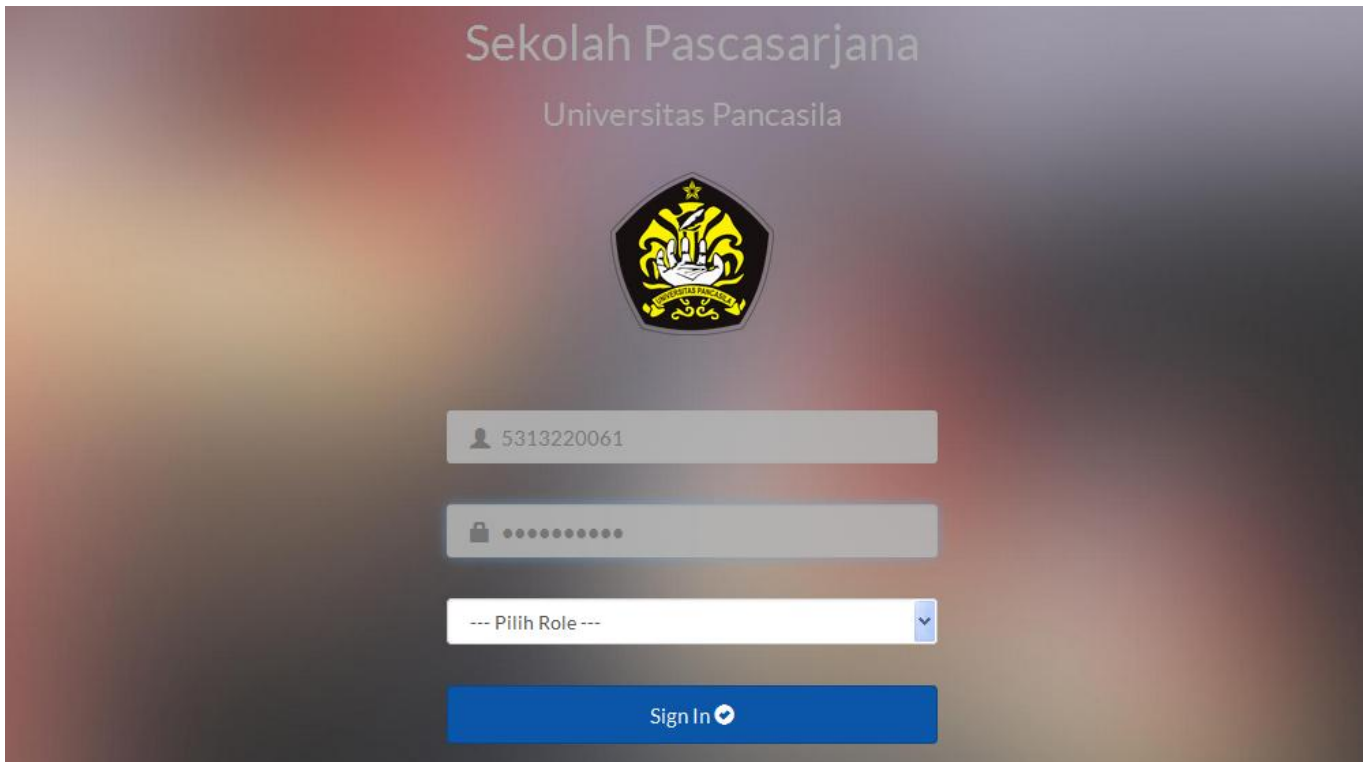 Sekolah Pascasarjana
Universitas Pancasila
UNIVERSITAS PANCASILA
5313220061
••••••••••
--- Pilih Role ---
Sign In